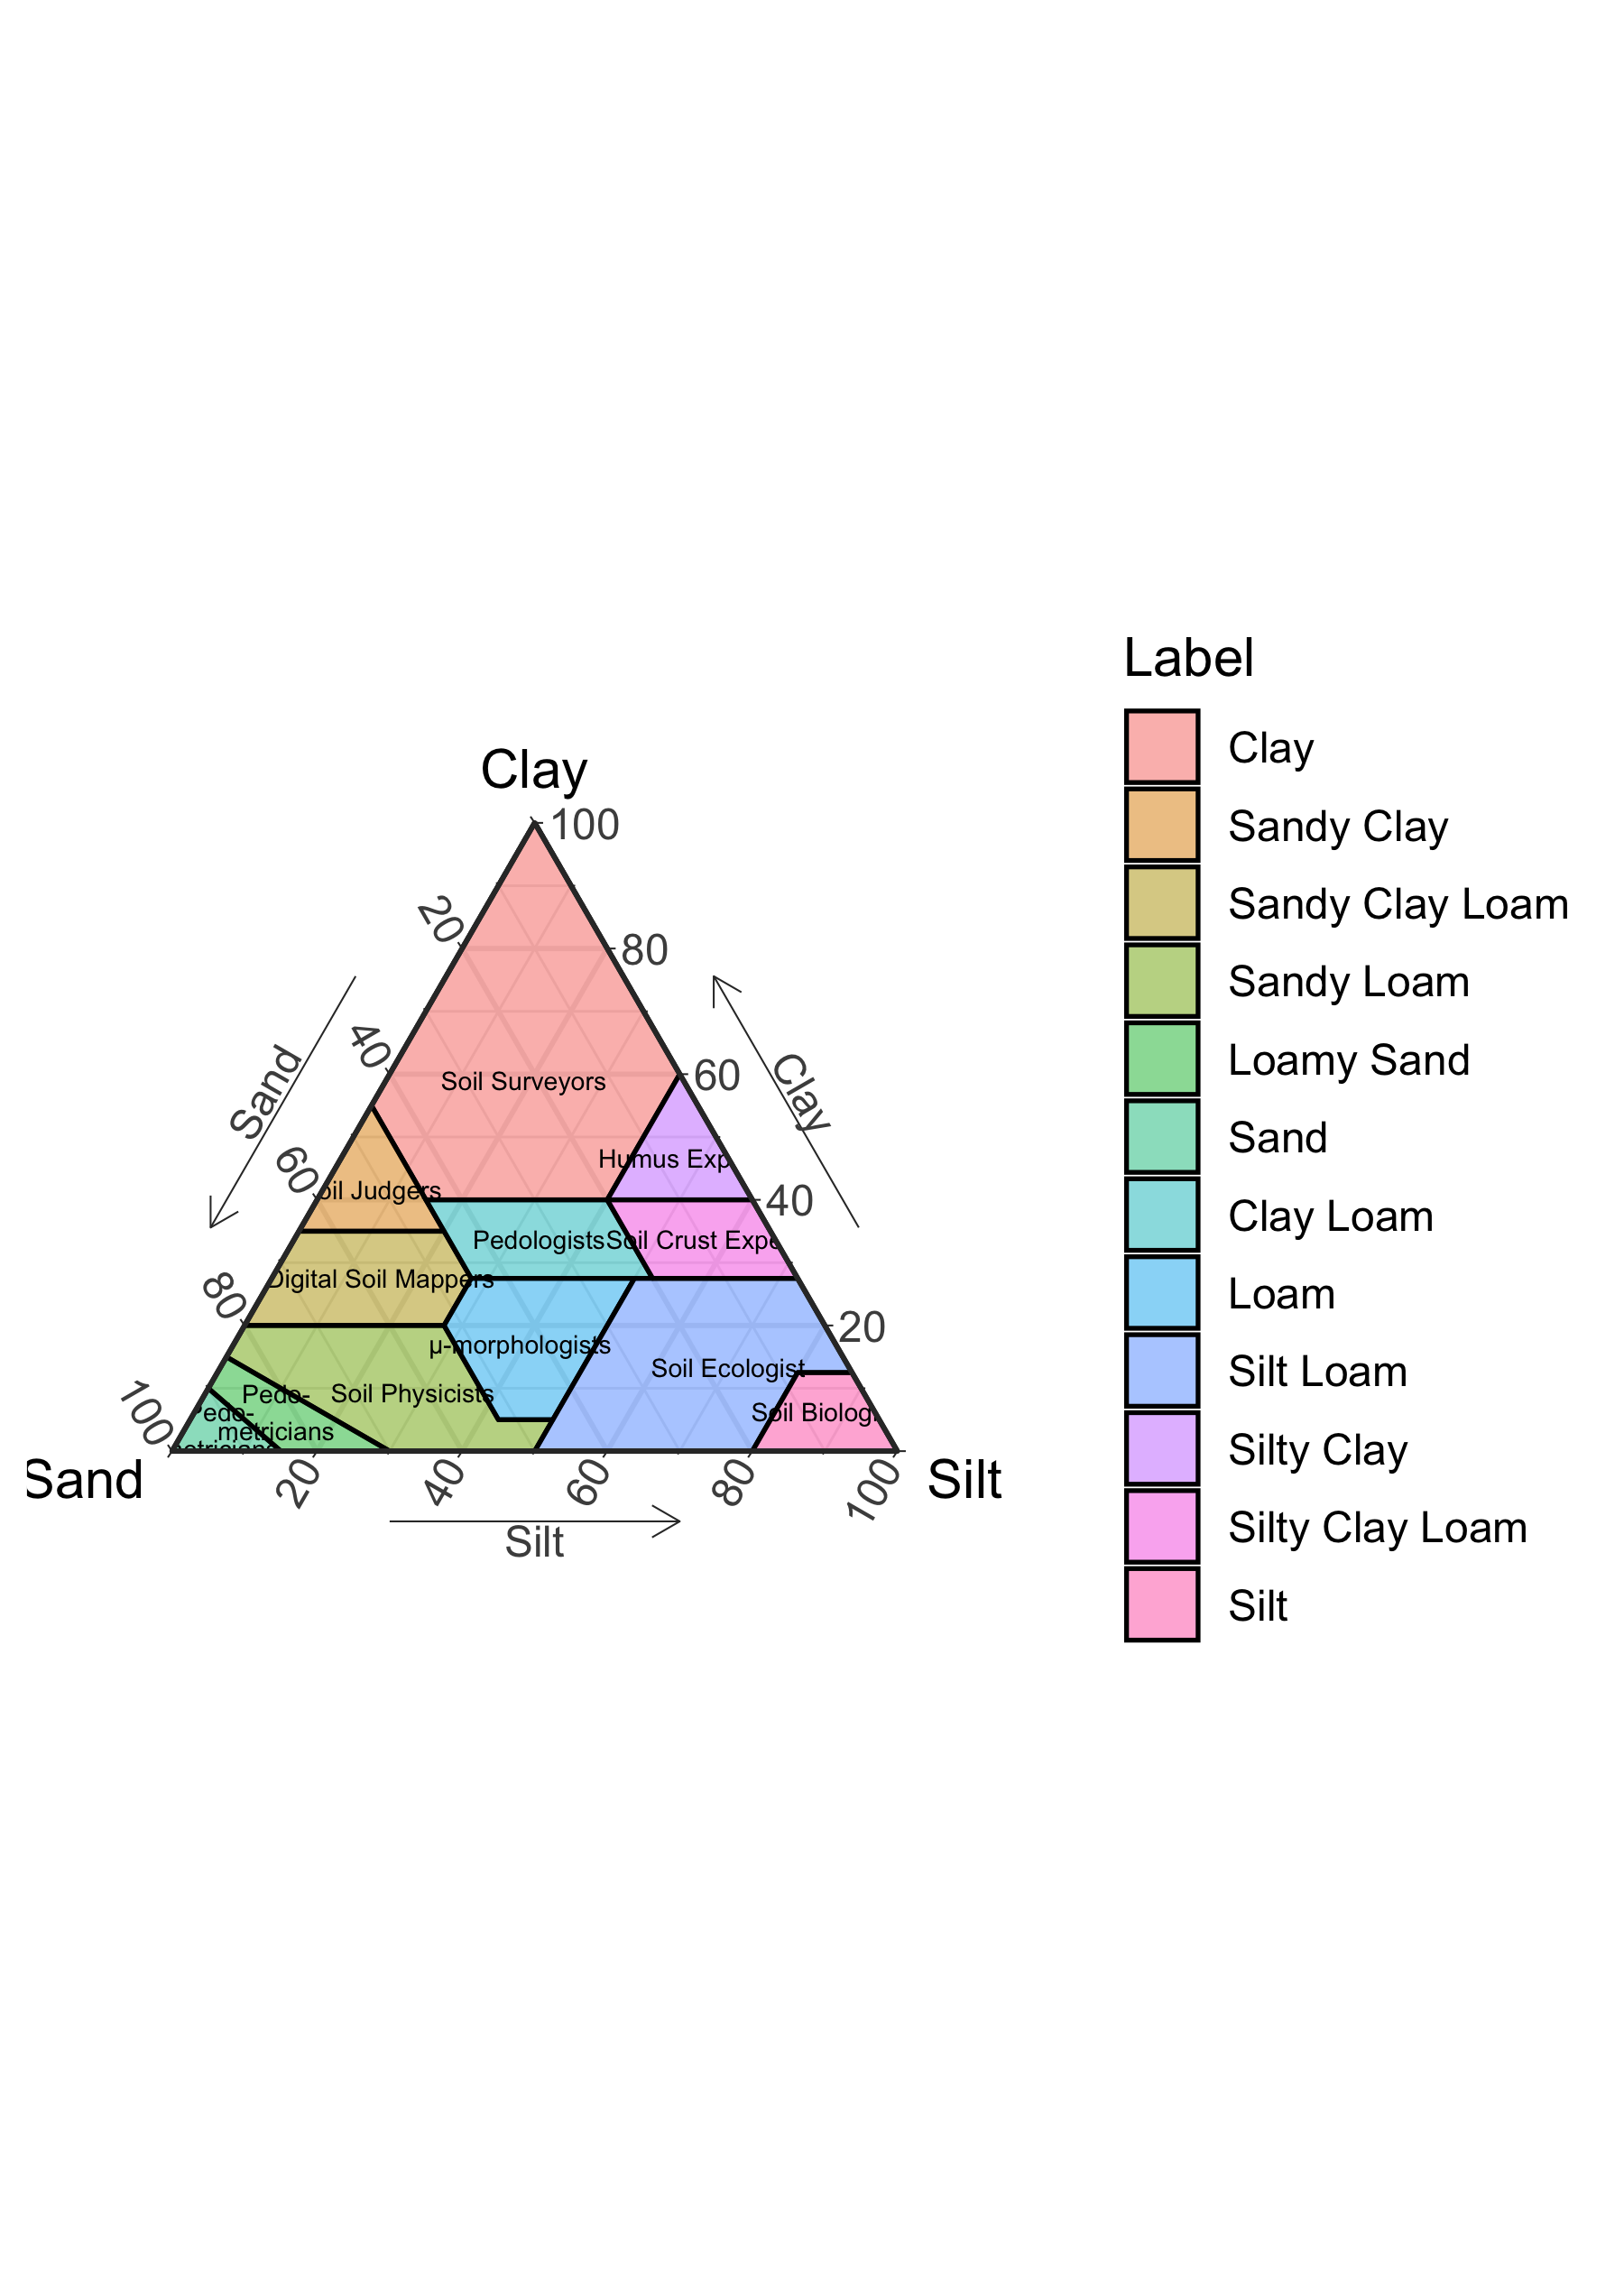 Label
Clay
Sandy Clay
Sandy Clay Loam
Sandy Loam
Loamy Sand
Sand
Clay Loam
Loam
Silt Loam
Silty Clay
Silty Clay Loam
Silt
Clay
100
20
80
Sand
Clay
40
60
Soil Surveyors
Humus Exp
60
oil Judgers
40
Pedologists
Soil Crust Expe
80
Digital Soil Mappers
20
µ-morphologists
Soil Ecologist
100
Pedo-
metricians
Soil Physicists
Pedo-
metricians
Soil Biologi
Sand
20
40
60
80
100
Silt
Silt